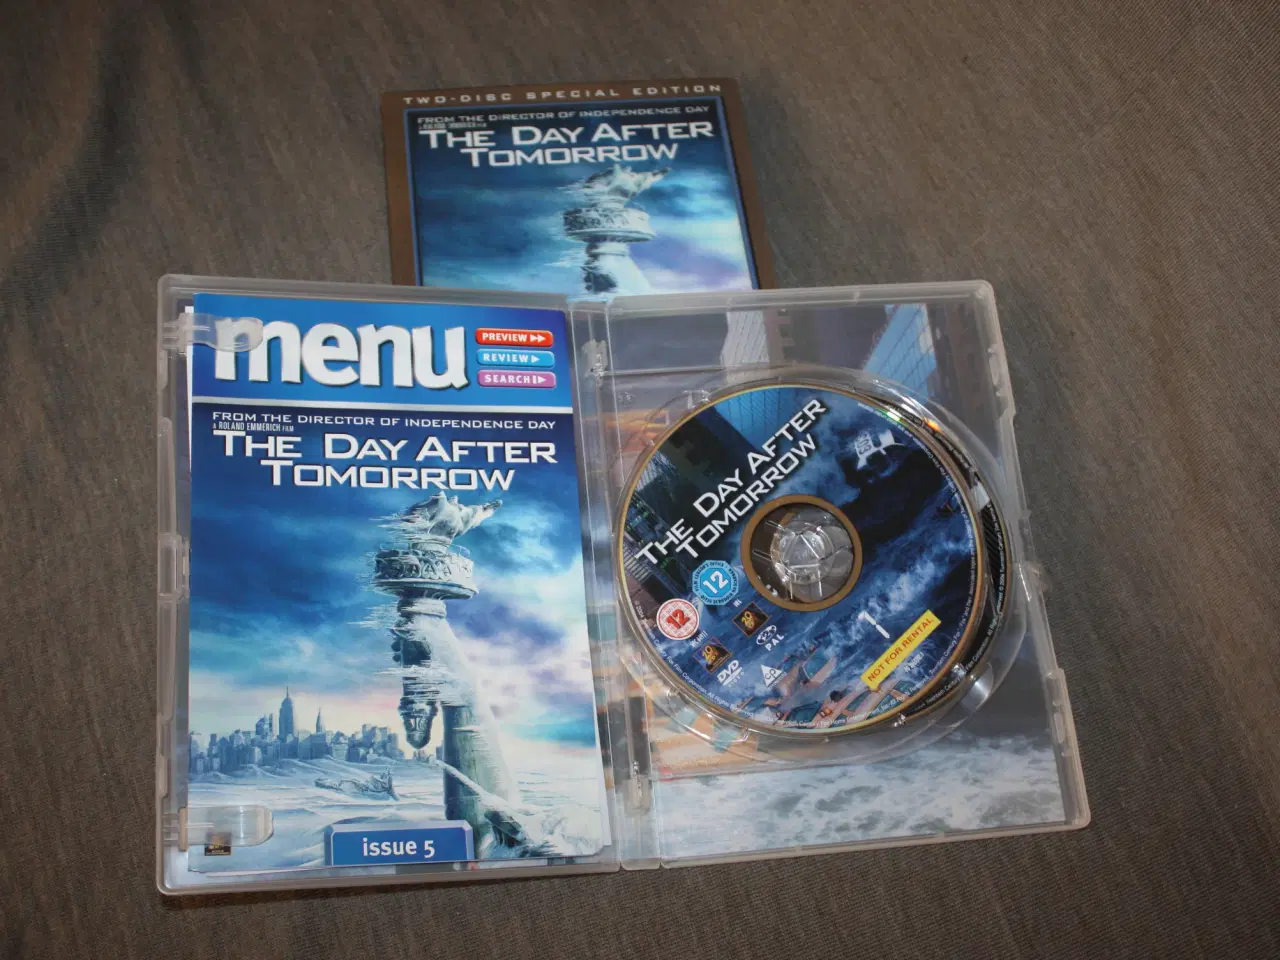 TWO-DISC SPECIAL EDITION
FROM THE DIRECTOR OF INDEPENDENCE DAY
THE DAY AFTER
TOMORROW
menu
PREVIEW
REVIEW
SEARCH
FROM THE DIRECTOR OF INDEPENDENCE DAY
A ROLAND EMMERICH FILM
THE DAY AFTER
TOMORROW
issue 5
THE DAY AFTER
TOMORROW
12
12
DVD
PAL
1
NOT FOR RENTAL